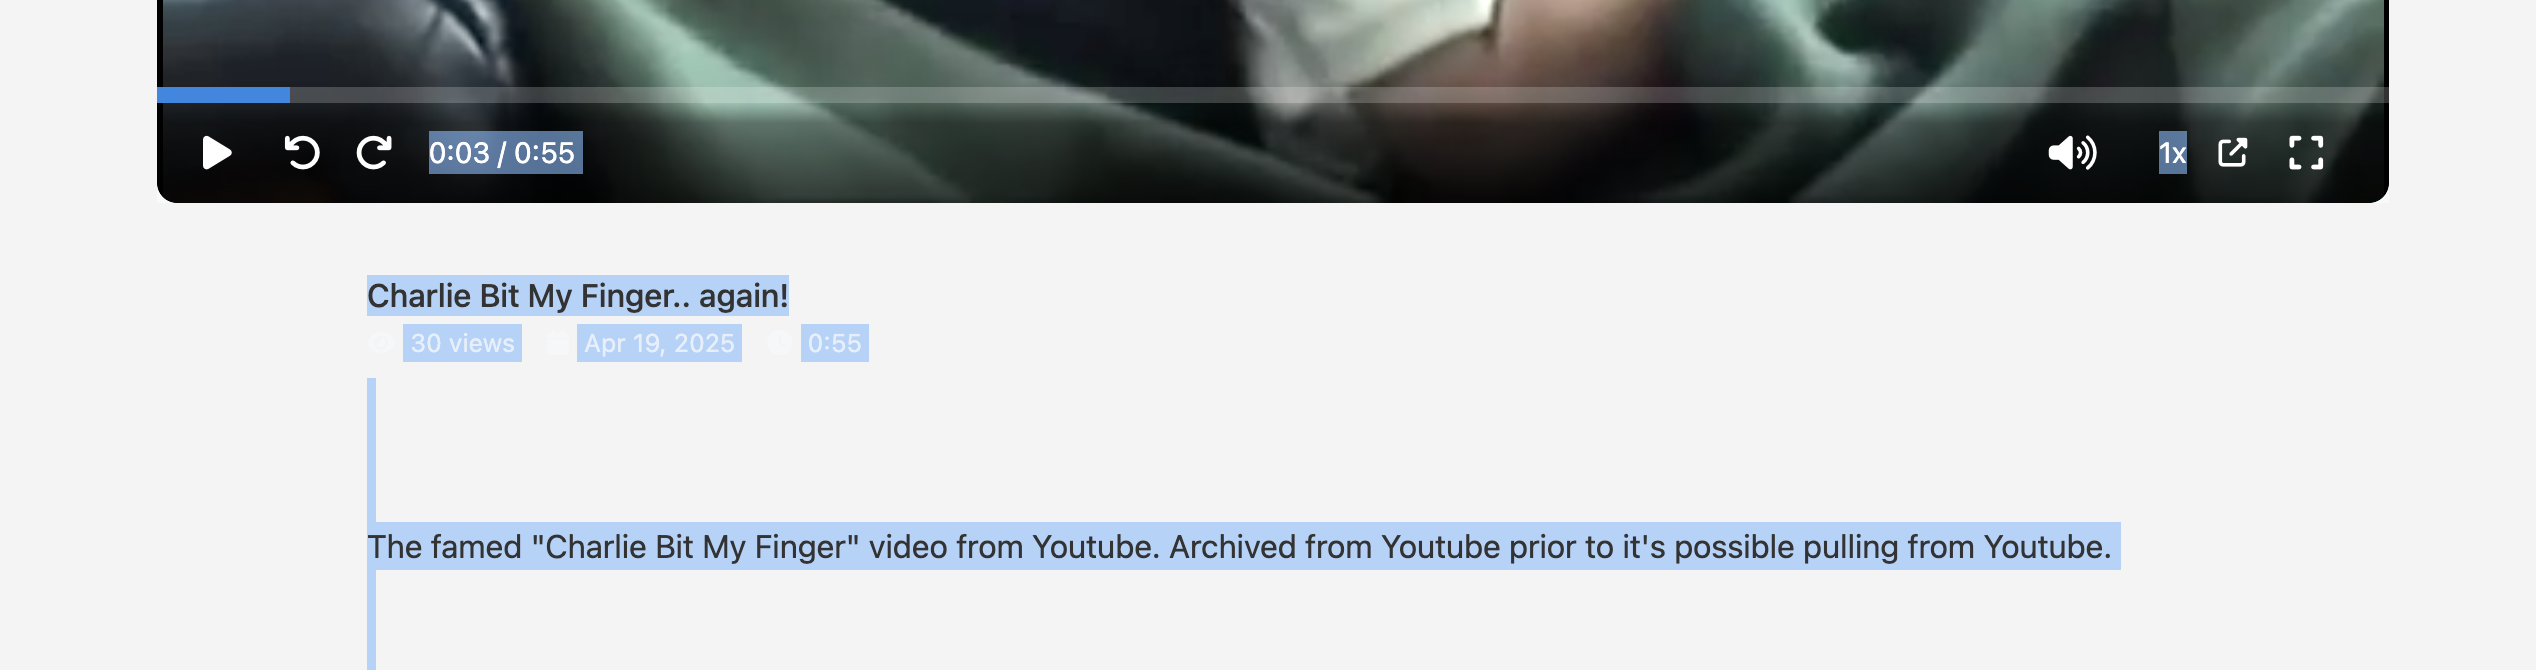 0:03 / 0:55 1x
Charlie Bit My Finger.. again!
30 views Apr 19, 2025 0:55
The famed "Charlie Bit My Finger" video from Youtube. Archived from Youtube prior to it's possible pulling from Youtube.